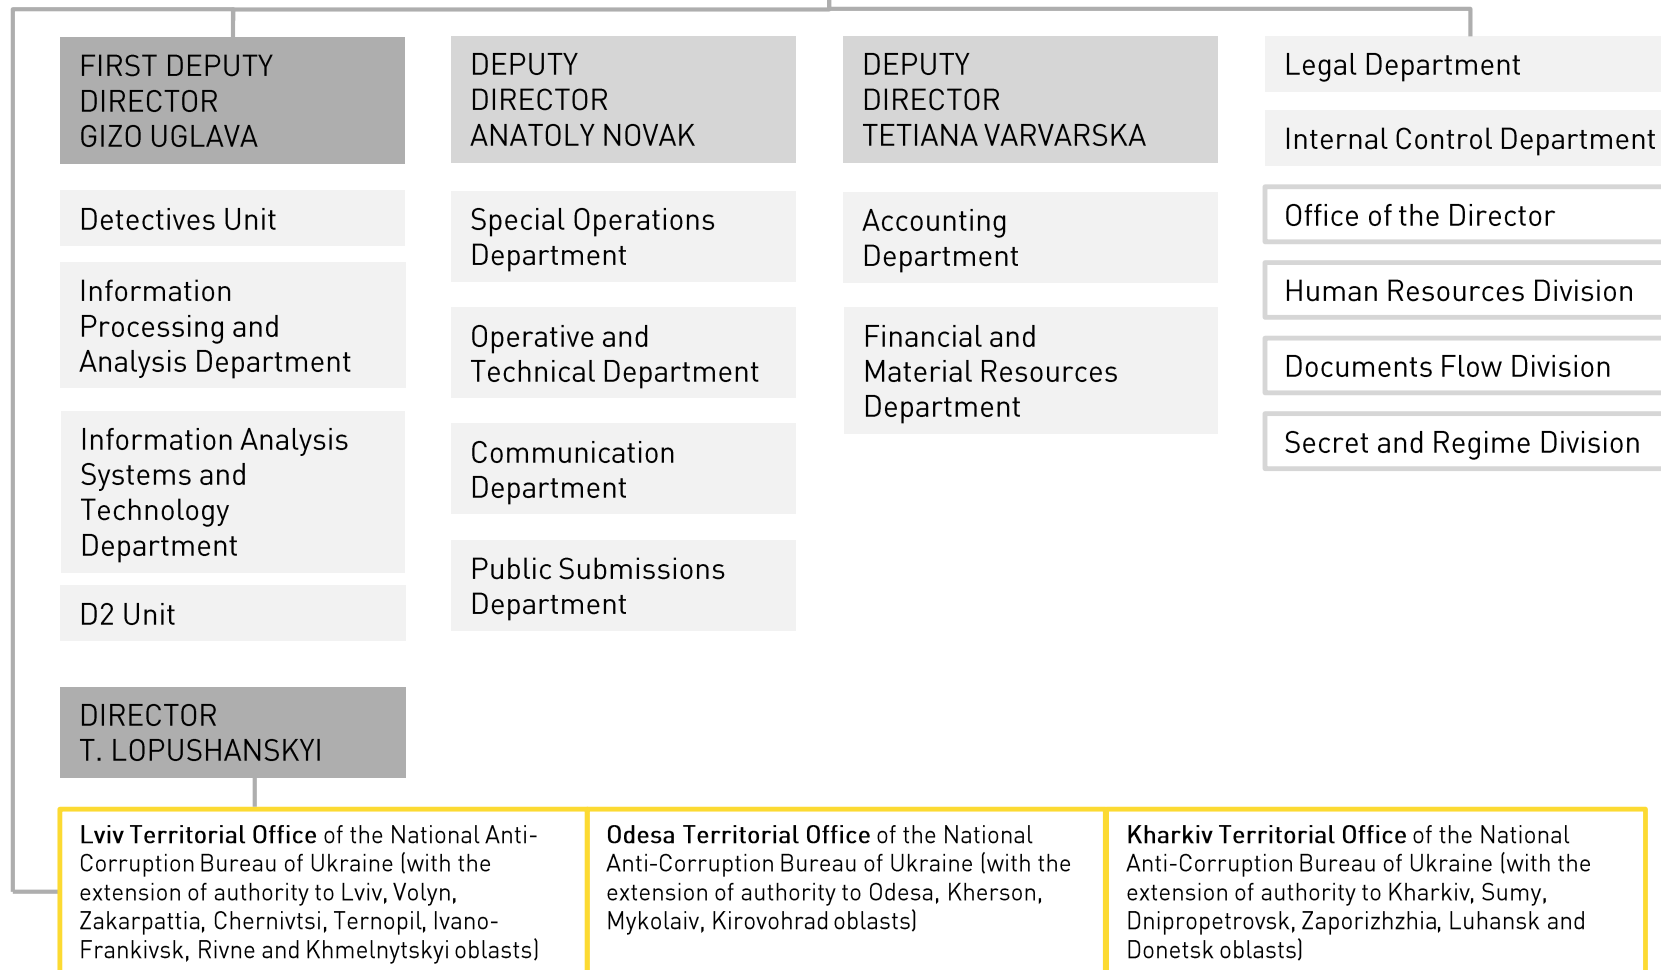 FIRST DEPUTY
DIRECTOR
GIZO UGLAVA
Detectives Unit
Information
Processing and
Analysis Department
Information Analysis
Systems and
Technology
Department
D2 Unit
DEPUTY
DIRECTOR
ANATOLY NOVAK
Special Operations
Department
Operative and
Technical Department
Communication
Department
Public Submissions
Department
DEPUTY
DIRECTOR
TETIANA VARVARSKA
Accounting
Department
Financial and
Material Resources
Department
Legal Department
Internal Control Department
Office of the Director
Human Resources Division
Documents Flow Division
Secret and Regime Division
DIRECTOR
T. LOPUSHANSKYI
Lviv Territorial Office of the National Anti-
Corruption Bureau of Ukraine (with the
extension of authority to Lviv, Volyn,
Zakarpattia, Chernivtsi, Ternopil, Ivano-
Frankivsk, Rivne and Khmelnytskyi oblasts)
Odesa Territorial Office of the National
Anti-Corruption Bureau of Ukraine (with the
extension of authority to Odesa, Kherson,
Mykolaiv, Kirovohrad oblasts)
Kharkiv Territorial Office of the National
Anti-Corruption Bureau of Ukraine (with the
extension of authority to Kharkiv, Sumy,
Dnipropetrovsk, Zaporizhzhia, Luhansk and
Donetsk oblasts)